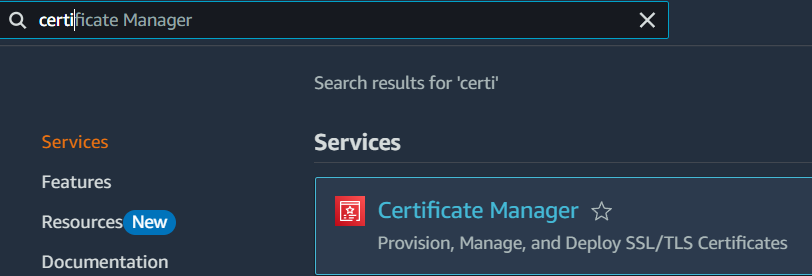 certificate Manager
Search results for 'certi'
Services
Features
Resources New
Documentation
Services
Certificate Manager
Provision, Manage, and Deploy SSL/TLS Certificates